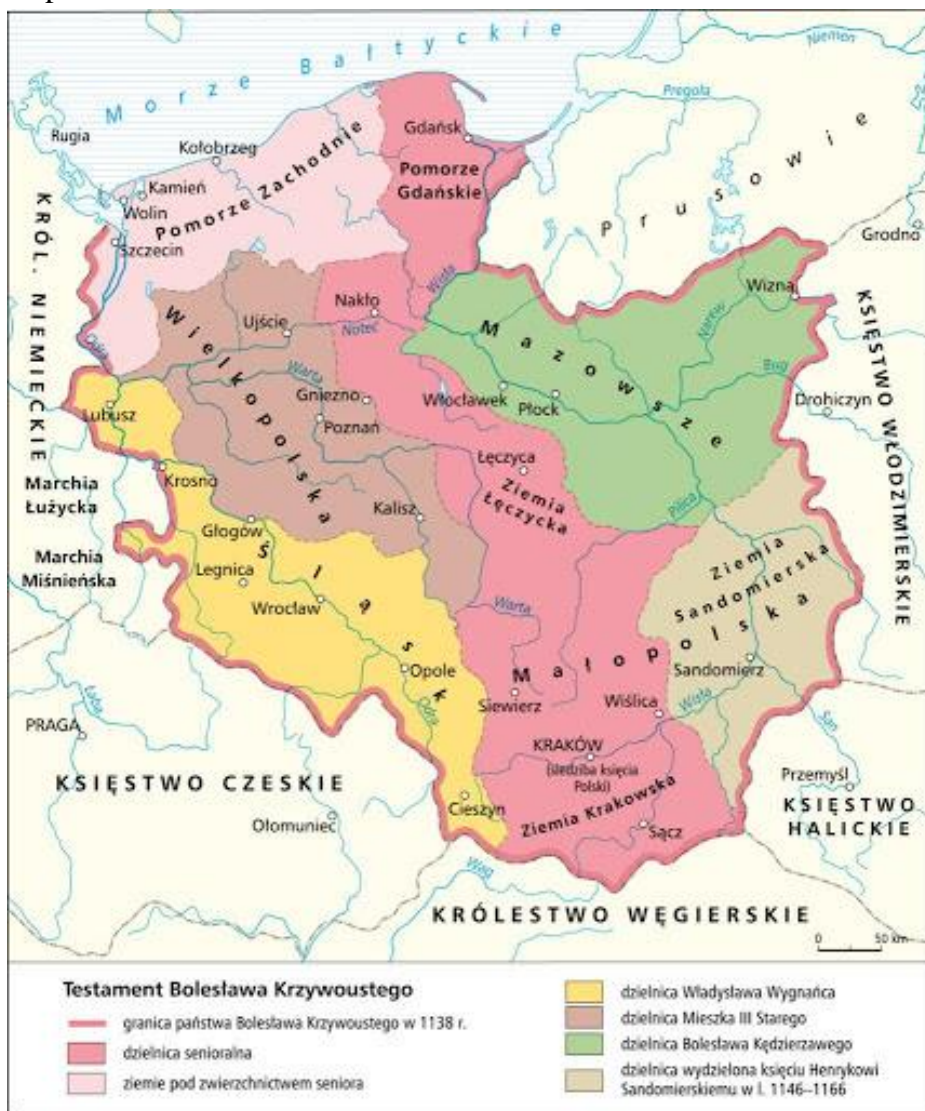 Morze Bałtyckie
Niemen
Pregoła
Rugia
Gdańsk
Kołobrzeg
Kamień
Wolin
Szczecin
Pomorze Zachodnie
Pomorze
Gdańskie
Prusowie
Grodno
KRÓL. NIEMIECKIE
Odra
Wisła
Nakło
Ujście
Noteć
Wizna
Narew
Bug
Mazowsze
Wielkopolska
Warta
Gniezno
Poznań
Włocławek
Płock
Drohiczyn
KSIĘSTWO WŁODZIMIERSKIE
Lubusz
Krosno
Marchia
Łużycka
Łęczyca
Ziemia
Łęczycka
Kalisz
Pilica
Głogów
Marchia
Miśnieńska
Legnica
Śląsk
Wrocław
Warta
Ziemia
Sandomierska
Małopolska
Sandomierz
Opole
Odra
Siewierz
Wiślica
Wisła
San
Łaba
PRAGA
KRAKÓW
(siedziba księcia
Polski)
Przemyśl
KSIĘSTWO CZESKIE
Cieszyn
Ziemia Krakowska
Sącz
KSIĘSTWO
HALICKIE
Ołomuniec
Wag
KRÓLESTWO WĘGIERSKIE
0 50 km
Testament Bolesława Krzywoustego
granica państwa Bolesława Krzywoustego w 1138 r.
dzielnica senioralna
ziemie pod zwierzchnictwem seniora
dzielnica Władysława Wygnańca
dzielnica Mieszka III Starego
dzielnica Bolesława Kędzierzawego
dzielnica wydzielona księciu Henrykowi
Sandomierskiemu w l. 1146–1166